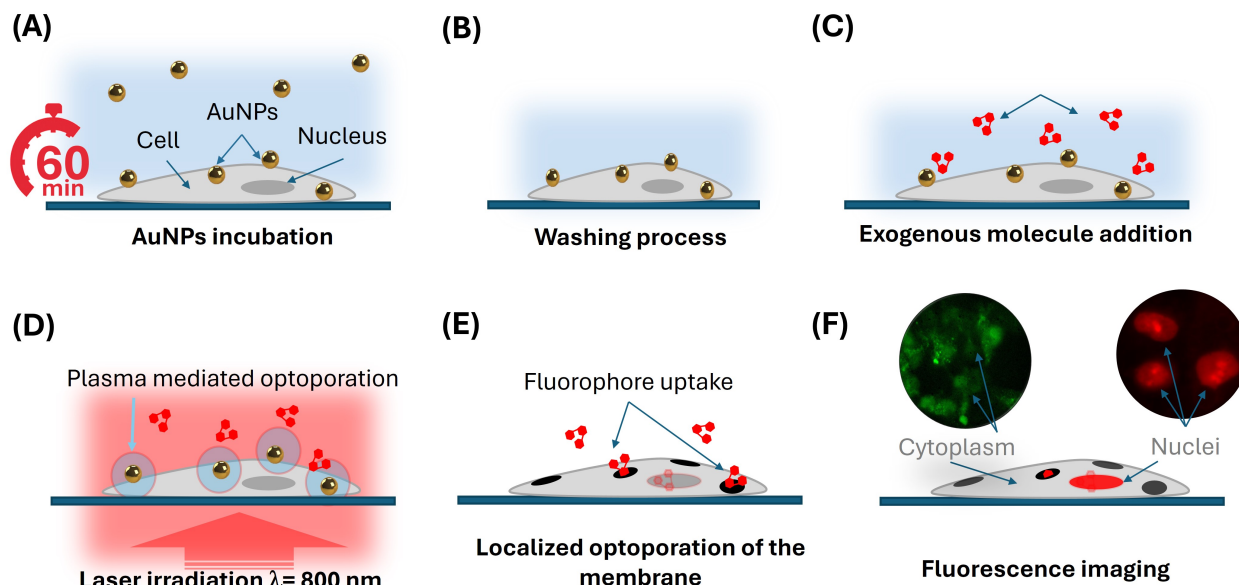 (A)
AuNPs
Cell
Nucleus
60
min
AuNPs incubation
(B)
Washing process
(C)
Exogenous molecule addition
(D)
Plasma mediated optoporation
Laser irradiation λ= 800 nm
(E)
Fluorophore uptake
Localized optoporation of the
membrane
(F)
Cytoplasm
Nuclei
Fluorescence imaging